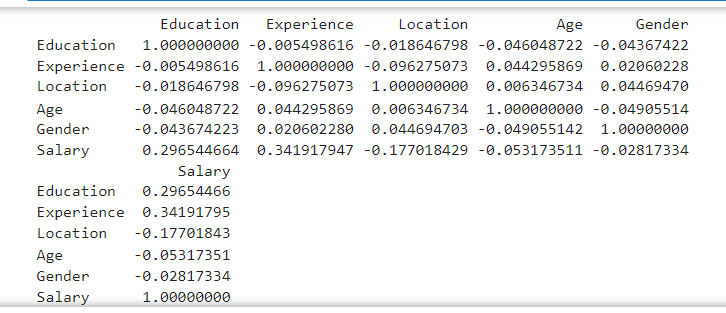 Education Experience Location Age Gender
Education 1.000000000 -0.005498616 -0.018646798 -0.046048722 -0.04367422
Experience -0.005498616 1.000000000 -0.096275073 0.044295869 0.02060228
Location -0.018646798 -0.096275073 1.000000000 0.006346734 0.04469470
Age -0.046048722 0.044295869 0.006346734 1.000000000 -0.04905514
Gender -0.043674223 0.020602280 0.044694703 -0.049055142 1.00000000
Salary 0.296544664 0.341917947 -0.177018429 -0.053173511 -0.02817334
Salary
Education 0.29654466
Experience 0.34191795
Location -0.17701843
Age -0.05317351
Gender -0.02817334
Salary 1.00000000